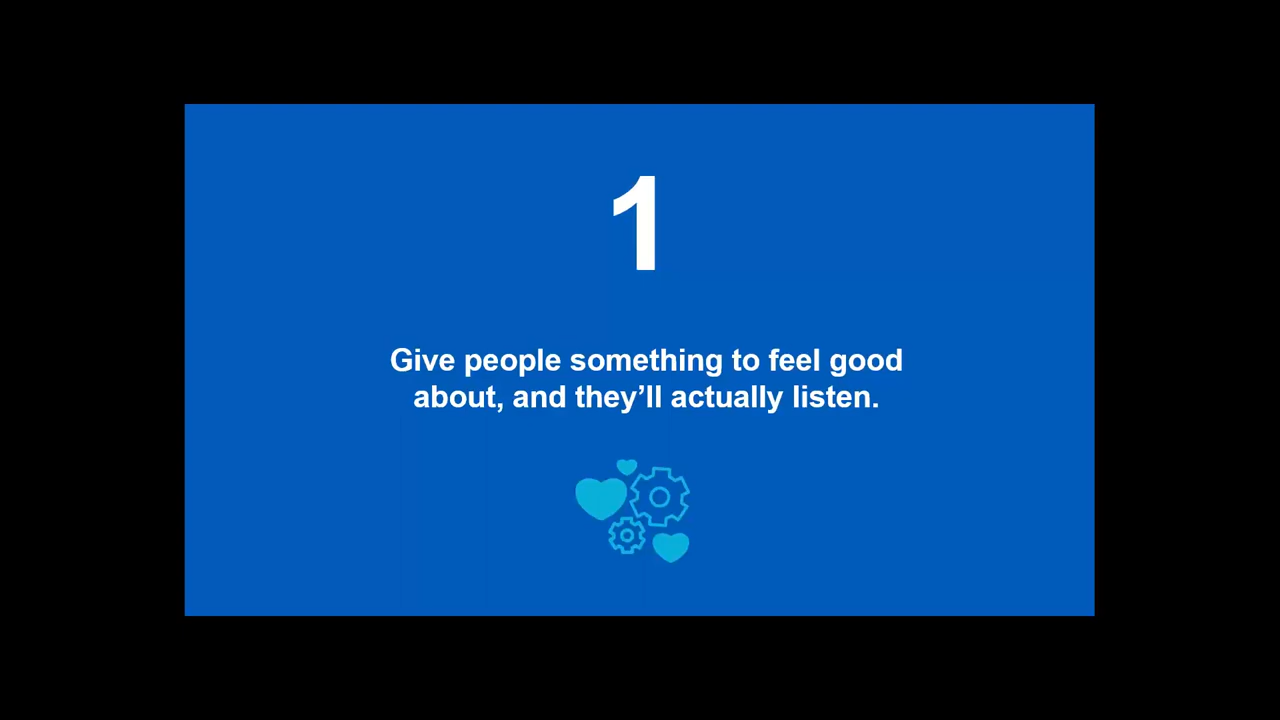 1
Give people something to feel good
about, and they’ll actually listen.